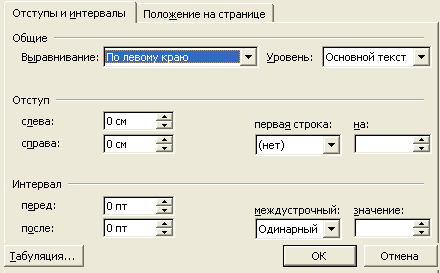 Отступы и интервалы Положение на странице
Общие
Выравнивание: По левому краю Уровень: Основной текст
Отступ
слева: 0 см первая строка: на:
справа: 0 см (нет)
Интервал
перед: 0 пт междустрочный: значение:
после: 0 пт Одинарный
Табуляция... ОК Отмена